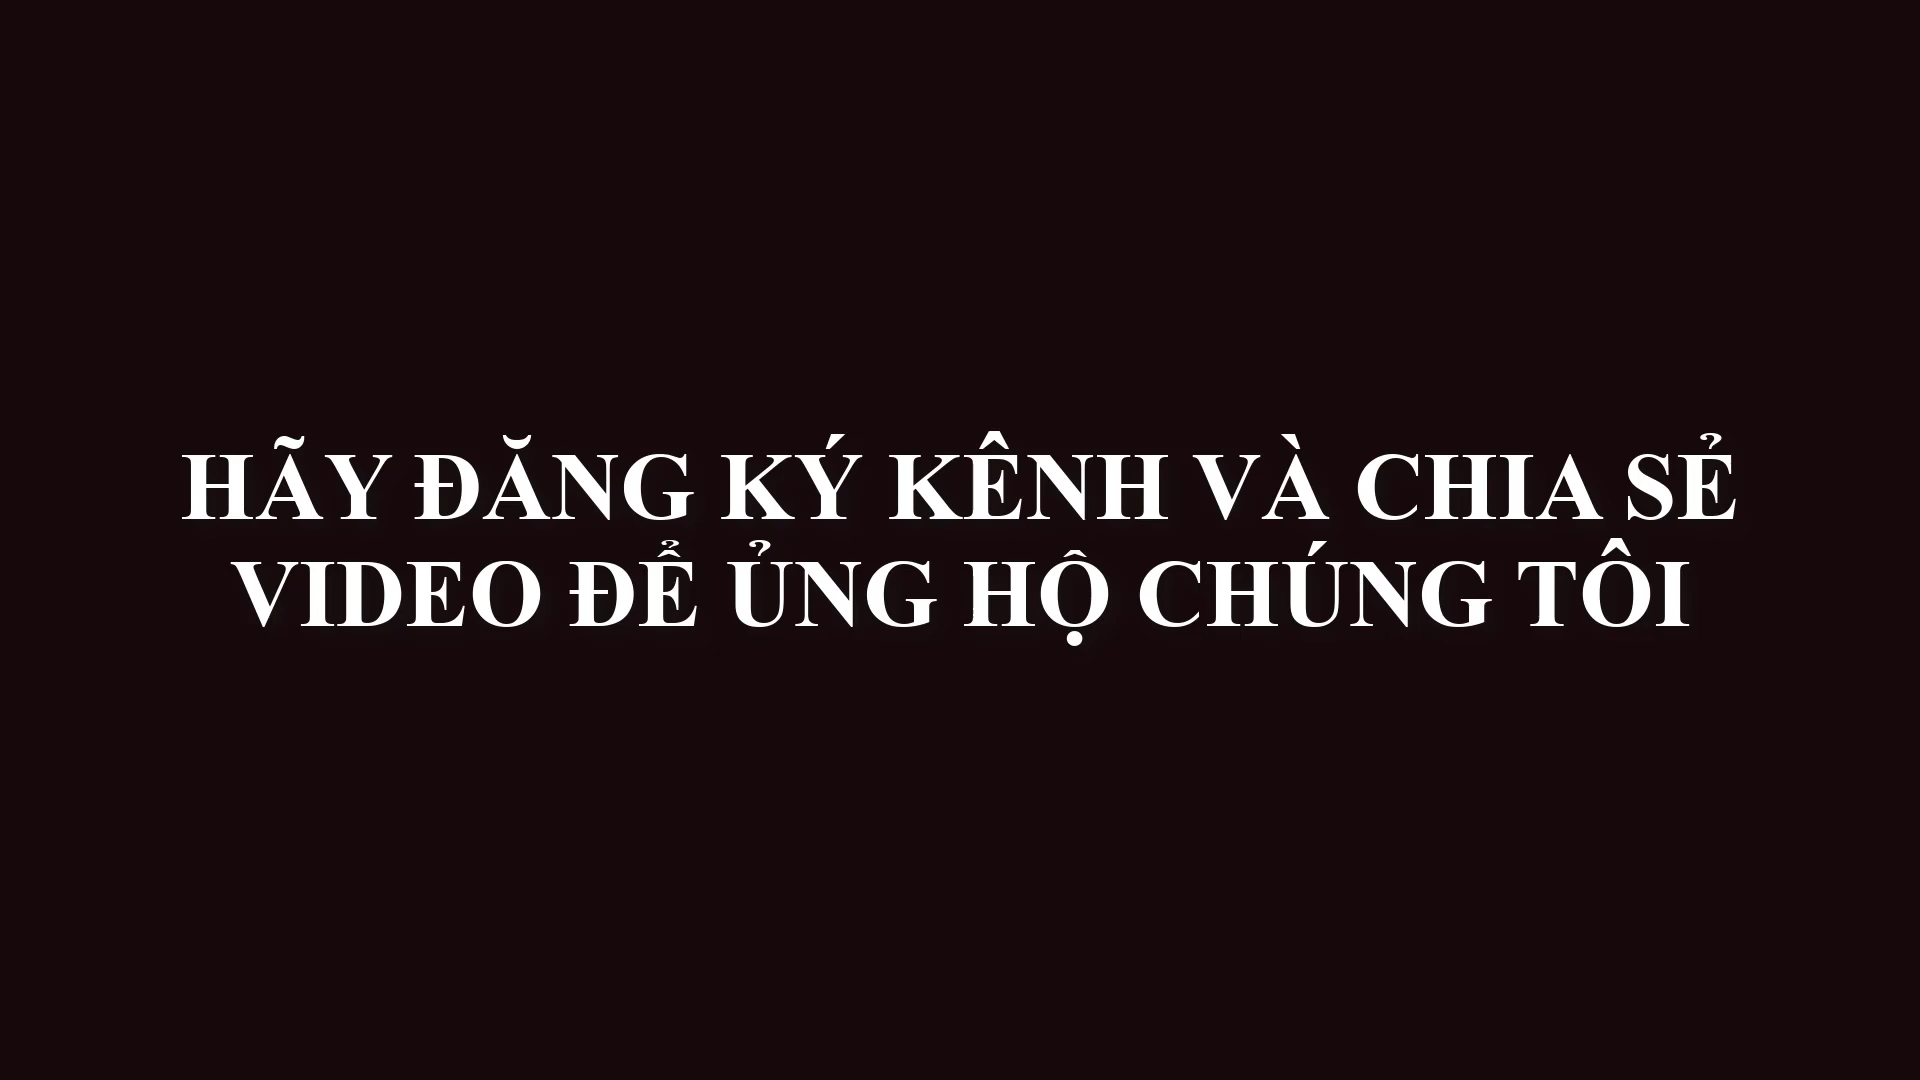 HÃY ĐĂNG KÝ KÊNH VÀ CHIA SẺ
VIDEO ĐỂ ỦNG HỘ CHÚNG TÔI